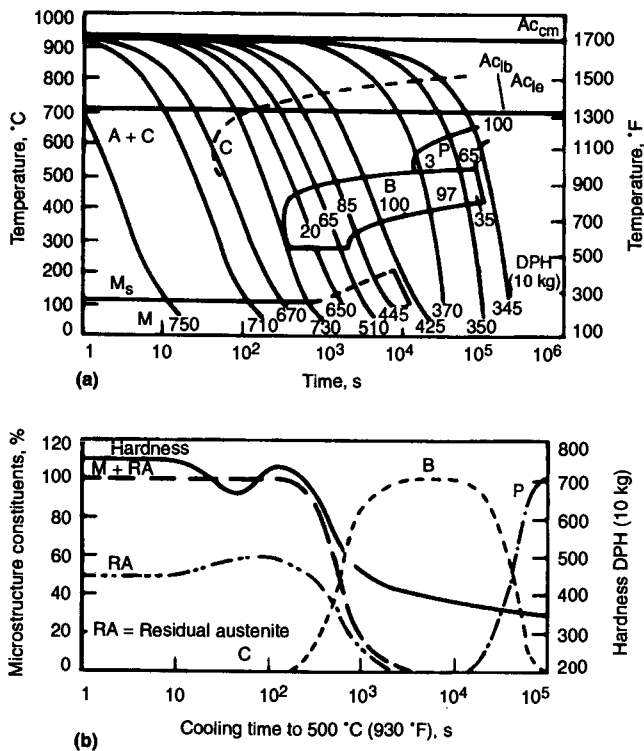 Temperature, °C
1000
900
800
700
600
500
400
300
200
100
0
Ac_cm
Ac_lb
Ac_le
A + C
C
100
P
3
65
B
97
100
85
65
20
35
M_s
M
DPH
(10 kg)
750
710
670
730
650
510
445
425
370
350
345
1700
1500
1300
1100
900
700
500
300
100
Temperature, °F
1
10
10²
10³
10⁴
10⁵
10⁶
(a)
Time, s
Microstructure constituents, %
120
100
80
60
40
20
0
Hardness
M + RA
RA
RA = Residual austenite
C
B
P
800
700
600
500
400
300
200
Hardness DPH (10 kg)
1
10
10²
10³
10⁴
10⁵
Cooling time to 500 °C (930 °F), s
(b)